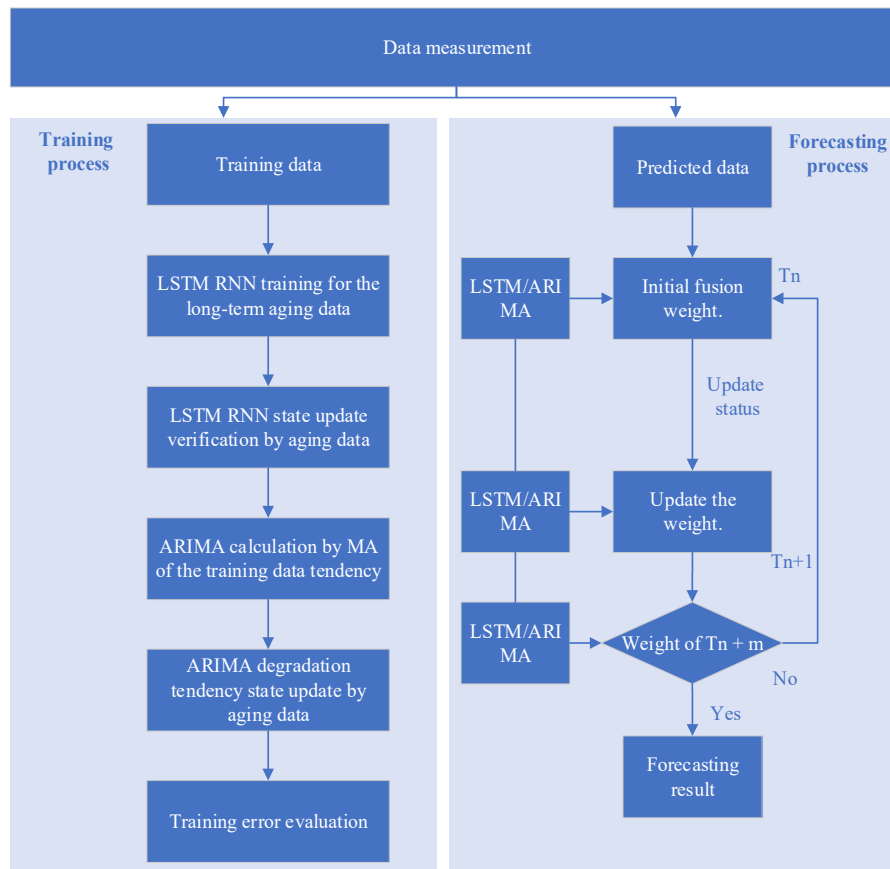 Data measurement
Training
process
Training data
LSTM RNN training for the
long-term aging data
LSTM RNN state update
verification by aging data
ARIMA calculation by MA
of the training data tendency
ARIMA degradation
tendency state update by
aging data
Training error evaluation
Forecasting
process
Predicted data
LSTM/ARI
MA
Initial fusion
weight.
Tn
Update
status
LSTM/ARI
MA
Update the
weight.
Tn+1
LSTM/ARI
MA
Weight of Tn + m
No
Yes
Forecasting
result